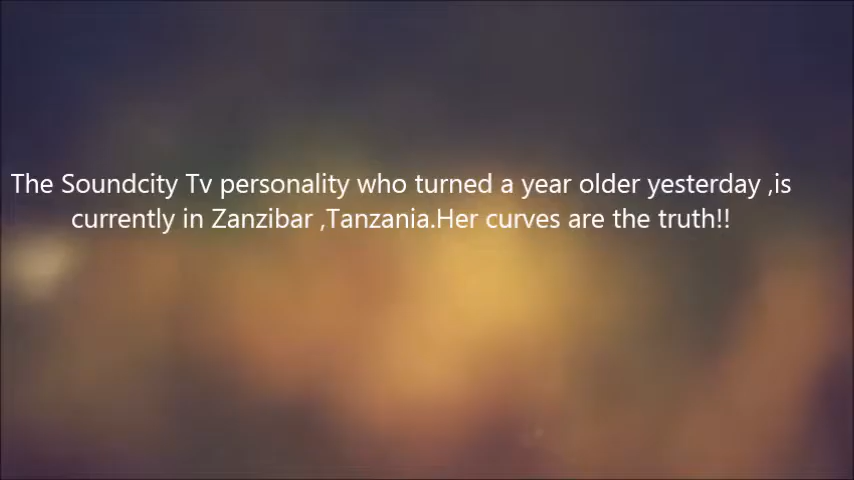 The Soundcity Tv personality who turned a year older yesterday ,is
currently in Zanzibar ,Tanzania.Her curves are the truth!!